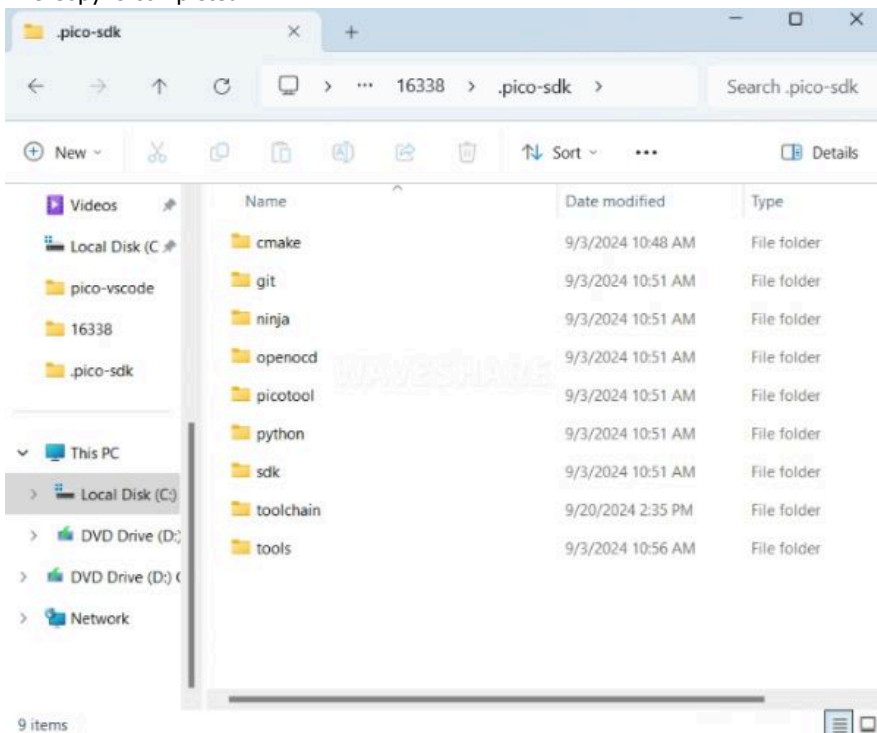 .pico-sdk
16338 > .pico-sdk >
Search .pico-sdk
New
Sort
Details
Name
Date modified
Type
Videos
Local Disk (C
pico-vscode
16338
.pico-sdk
This PC
Local Disk (C:)
DVD Drive (D:)
DVD Drive (D:) (
Network
cmake 9/3/2024 10:48 AM File folder
git 9/3/2024 10:51 AM File folder
ninja 9/3/2024 10:51 AM File folder
openocd 9/3/2024 10:51 AM File folder
picotool 9/3/2024 10:51 AM File folder
python 9/3/2024 10:51 AM File folder
sdk 9/3/2024 10:51 AM File folder
toolchain 9/20/2024 2:35 PM File folder
tools 9/3/2024 10:56 AM File folder
WAVESHARE
9 items